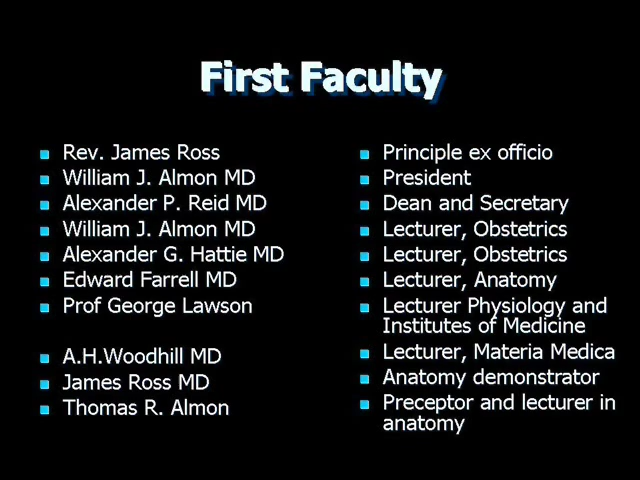 First Faculty
Rev. James Ross
William J. Almon MD
Alexander P. Reid MD
William J. Almon MD
Alexander G. Hattie MD
Edward Farrell MD
Prof George Lawson
A.H.Woodhill MD
James Ross MD
Thomas R. Almon
Principle ex officio
President
Dean and Secretary
Lecturer, Obstetrics
Lecturer, Obstetrics
Lecturer, Anatomy
Lecturer Physiology and
Institutes of Medicine
Lecturer, Materia Medica
Anatomy demonstrator
Preceptor and lecturer in
anatomy